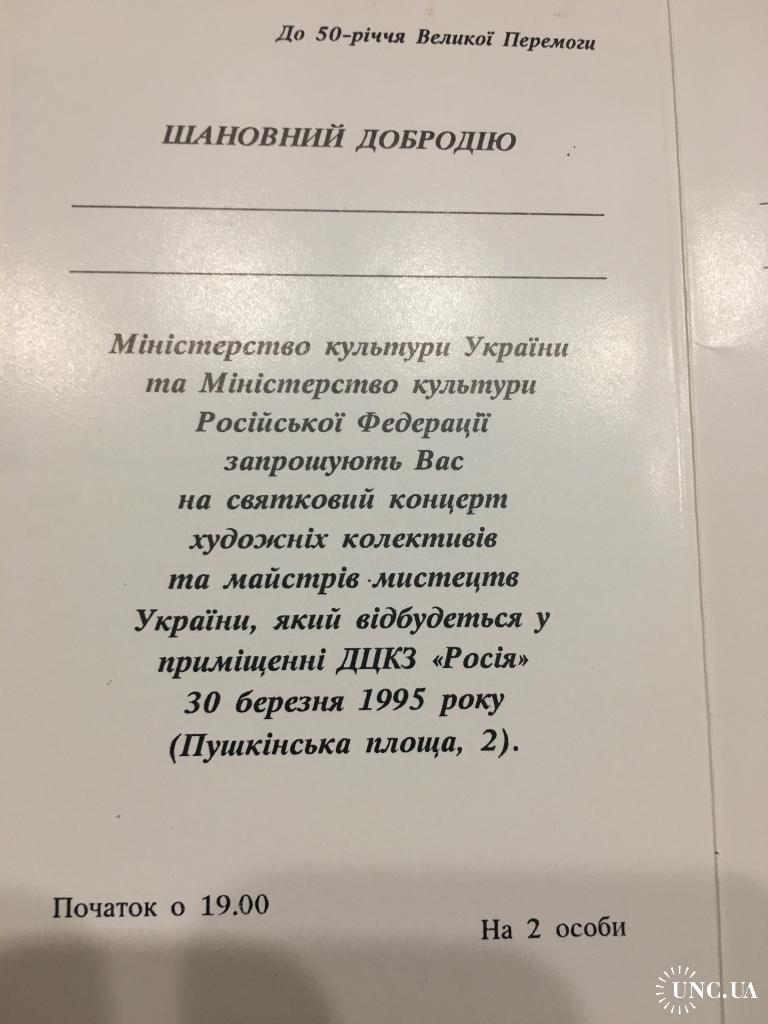 До 50-річчя Великої Перемоги
ШАНОВНИЙ ДОБРОДІЮ
Міністерство культури України
та Міністерство культури
Російської Федерації
запрошують Вас
на святковий концерт
художніх колективів
та майстрів мистецтв
України, який відбудеться у
приміщенні ДЦКЗ «Росія»
30 березня 1995 року
(Пушкінська площа, 2).
Початок о 19.00
На 2 особи
UNC.UA